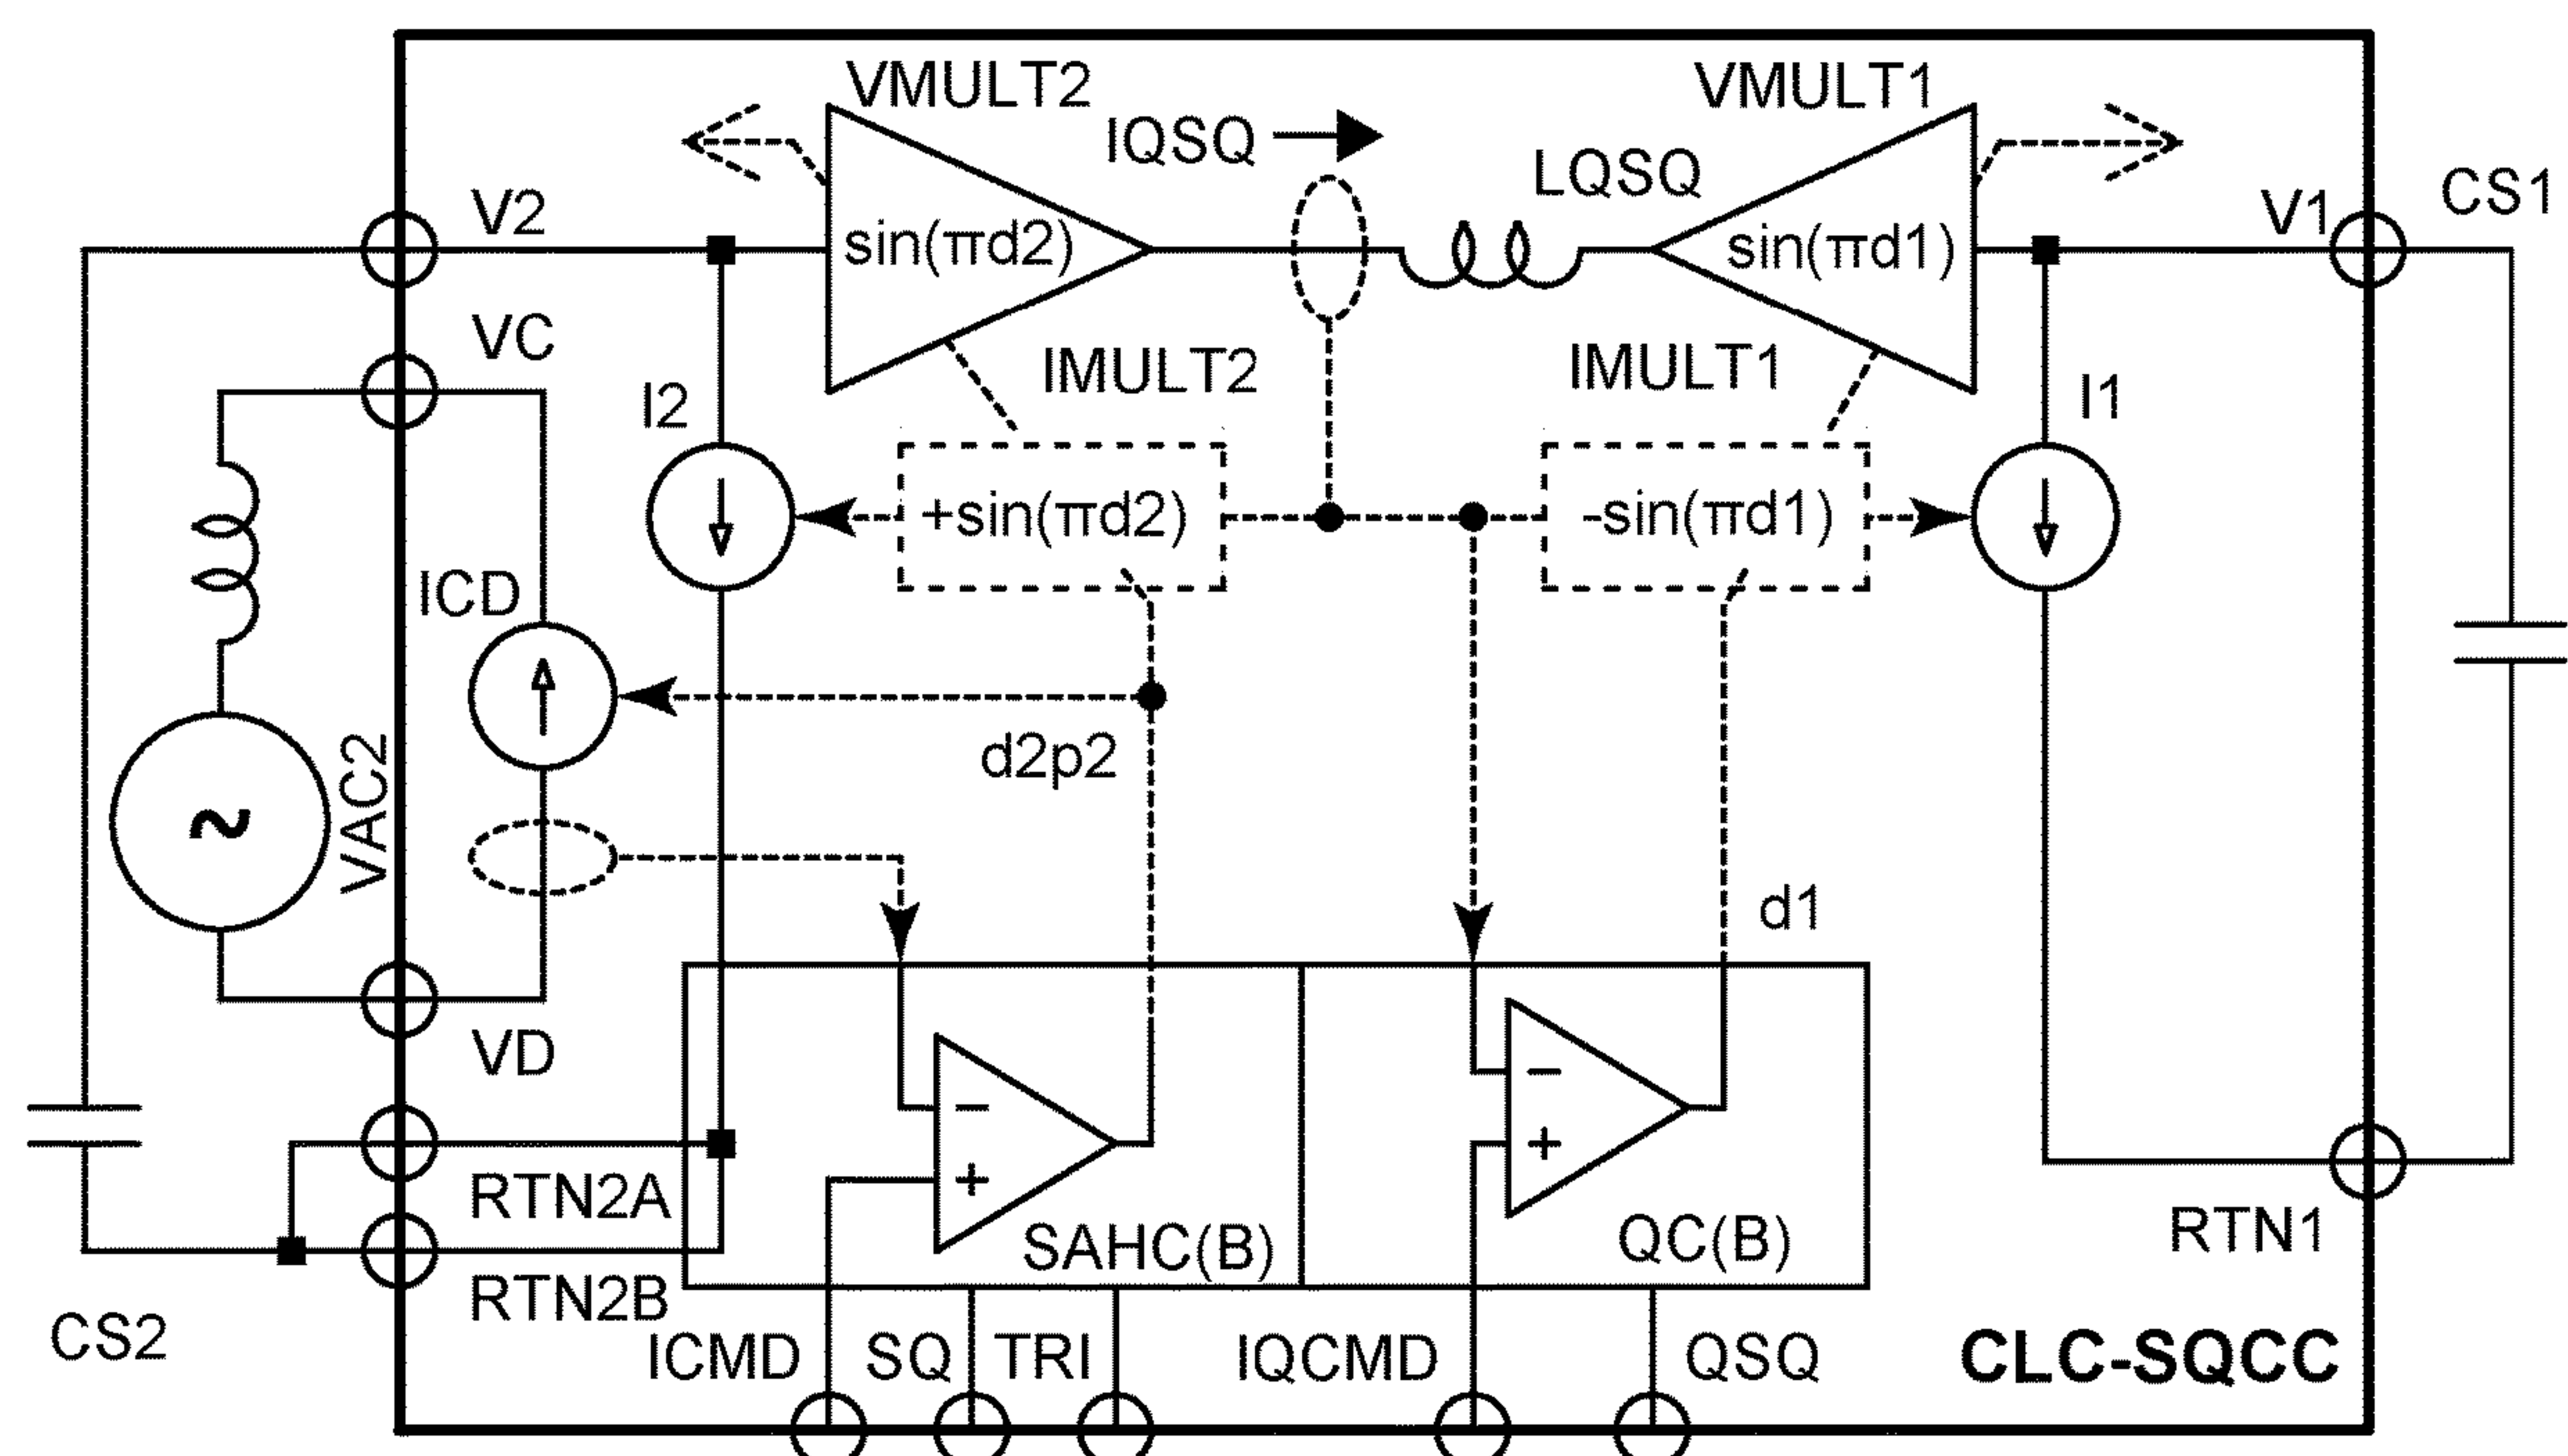 VMULT2
VMULT1
IQSQ
LQSQ
CS1
V2
V1
sin(πd2)
sin(πd1)
VC
IMULT2
IMULT1
I2
I1
+sin(πd2)
-sin(πd1)
ICD
d2p2
VAC2
~
d1
VD
−
−
+
+
RTN2A
SAHC(B)
QC(B)
RTN1
RTN2B
CS2
ICMD
SQ
TRI
IQCMD
QSQ
CLC-SQCC